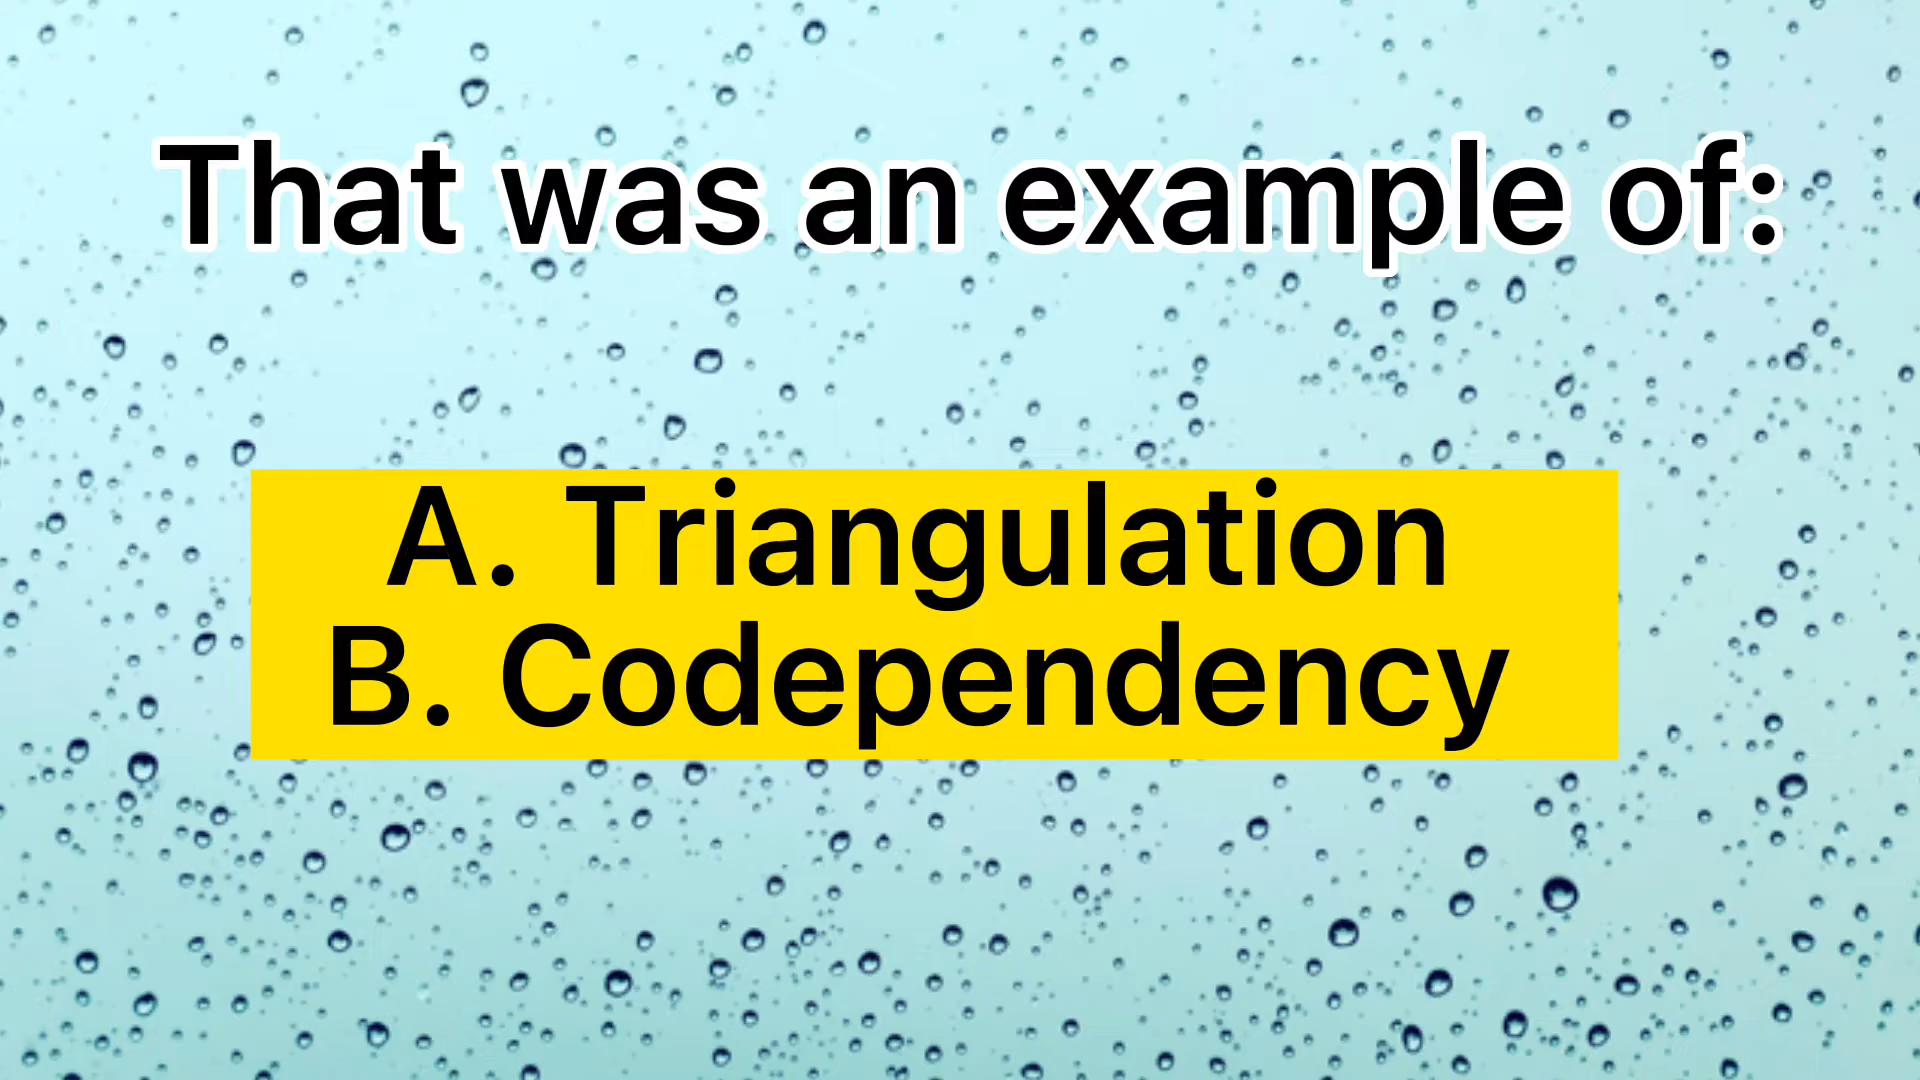 That was an example of:
A. Triangulation
B. Codependency